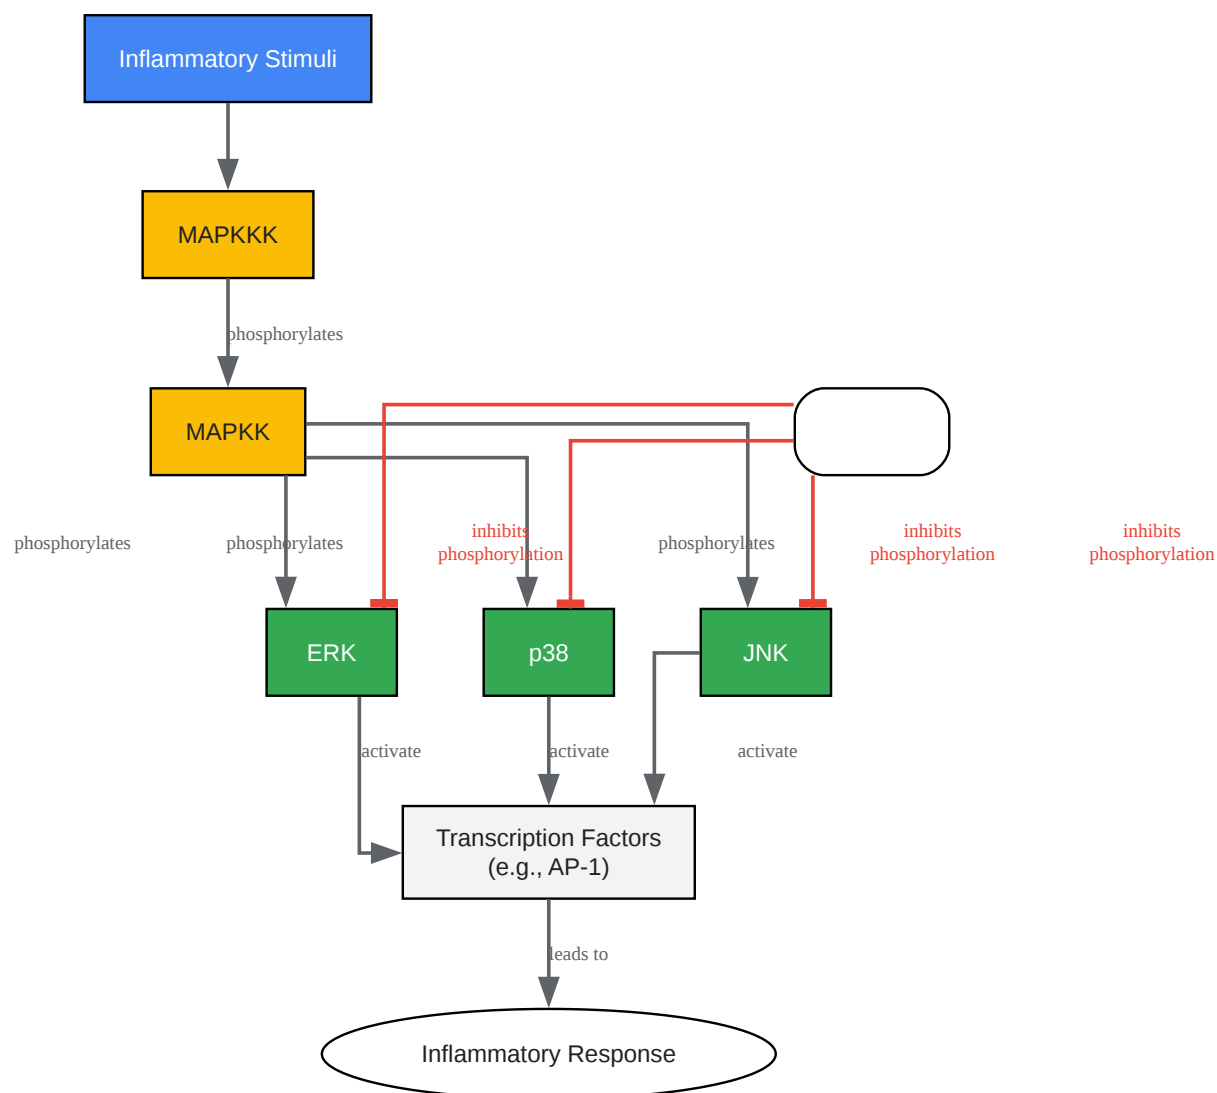 Inflammatory Stimuli
MAPKKK
phosphorylates
MAPKK
phosphorylates
phosphorylates
inhibits
phosphorylation
phosphorylates
inhibits
phosphorylation
inhibits
phosphorylation
ERK
p38
JNK
activate
activate
activate
Transcription Factors
(e.g., AP-1)
leads to
Inflammatory Response